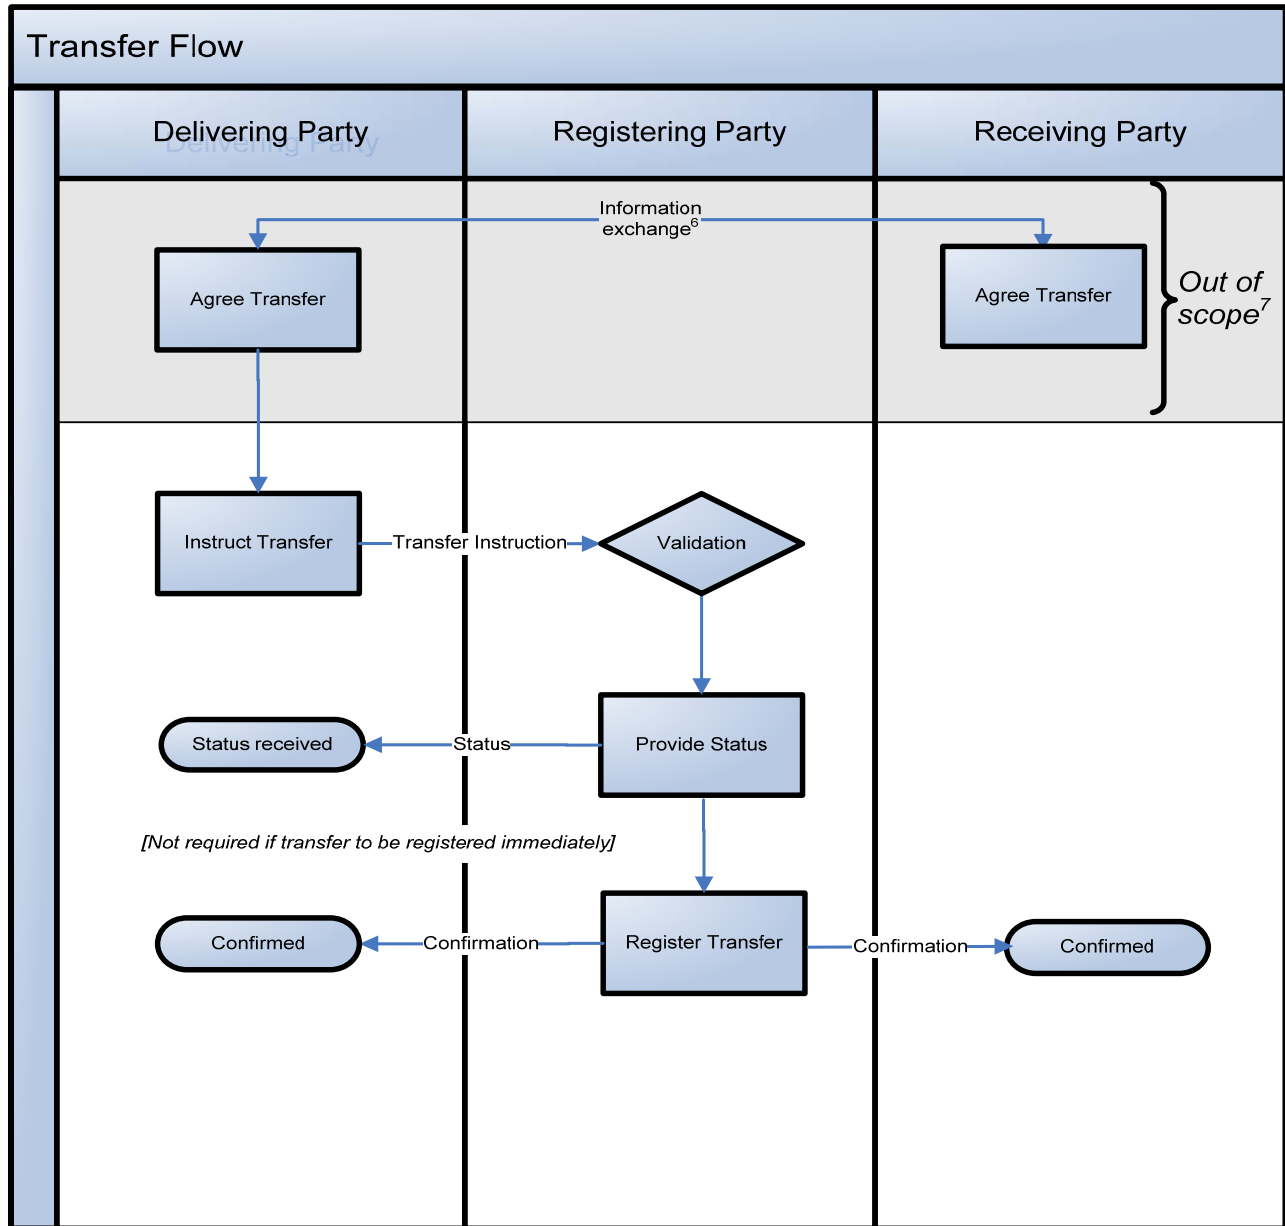 Transfer Flow
Delivering Party
Delivering Party
Registering Party
Receiving Party
Information
exchange⁶
Agree Transfer
Agree Transfer
Out of
scope⁷
Instruct Transfer
Transfer Instruction
Validation
Status received
Status
Provide Status
[Not required if transfer to be registered immediately]
Confirmed
Confirmation
Register Transfer
Confirmation
Confirmed